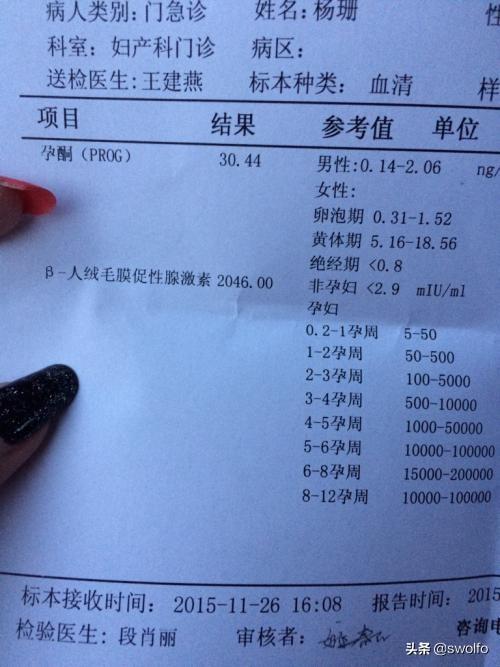 病人类别: 门急诊 姓名: 杨珊 性
科室: 妇产科门诊 病区:
送检医生: 王建燕 标本种类: 血清 样
项目 结果 参考值 单位
孕酮 (PROG) 30.44 男性:0.14-2.06 ng/
女性:
卵泡期 0.31-1.52
黄体期 5.16-18.56
绝经期 <0.8
β-人绒毛膜促性腺激素 2046.00 非孕妇 <2.9 mIU/ml
孕妇
0.2-1孕周 5-50
1-2孕周 50-500
2-3孕周 100-5000
3-4孕周 500-10000
4-5孕周 1000-50000
5-6孕周 10000-100000
6-8孕周 15000-200000
8-12孕周 10000-100000
标本接收时间: 2015-11-26 16:08 报告时间: 2015
检验医生: 段肖丽 审核者: 咨询电
头条 @swolfo